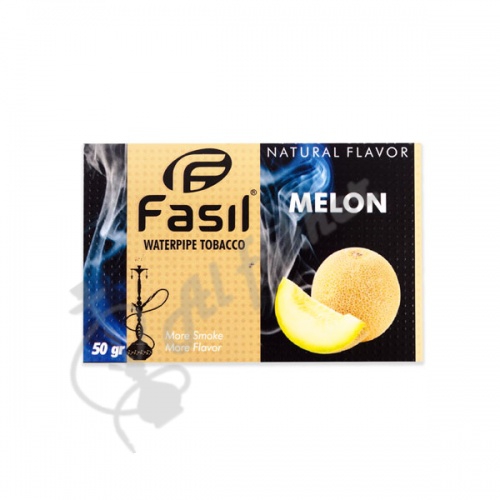 Fasil®
WATERPIPE TOBACCO
50 gr
More Smoke
More Flavor
NATURAL FLAVOR
MELON